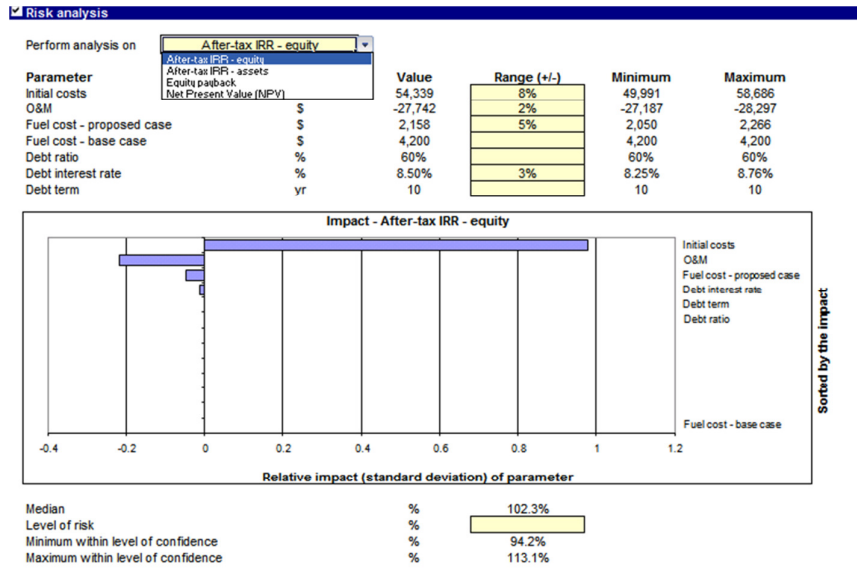 Risk analysis
Perform analysis on After-tax IRR - equity
After-tax IRR - equity
After-tax IRR - assets
Equity payback
Net Present Value (NPV)
Parameter Value Range (+/-) Minimum Maximum
Initial costs 54,339 8% 49,991 58,686
O&M $ -27,742 2% -27,187 -28,297
Fuel cost - proposed case $ 2,158 5% 2,050 2,266
Fuel cost - base case $ 4,200 4,200 4,200
Debt ratio % 60% 60% 60%
Debt interest rate % 8.50% 3% 8.25% 8.76%
Debt term yr 10 10 10
Impact - After-tax IRR - equity
Initial costs
O&M
Fuel cost - proposed case
Debt interest rate
Debt term
Debt ratio
Fuel cost - base case
Sorted by the impact
-0.4 -0.2 0 0.2 0.4 0.6 0.8 1 1.2
Relative impact (standard deviation) of parameter
Median % 102.3%
Level of risk %
Minimum within level of confidence % 94.2%
Maximum within level of confidence % 113.1%